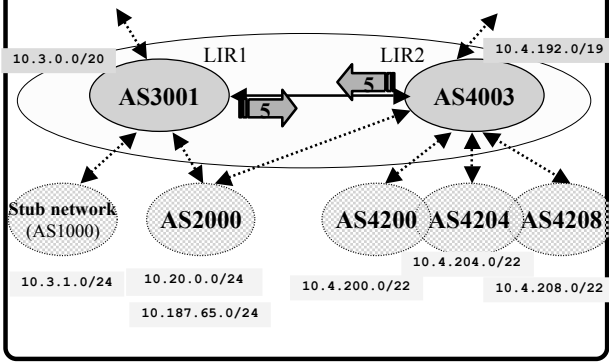 LIR1
LIR2
10.3.0.0/20
10.4.192.0/19
5
AS3001
AS4003
5
Stub network
(AS1000)
AS2000
AS4200
AS4204
AS4208
10.4.204.0/22
10.3.1.0/24
10.20.0.0/24
10.4.200.0/22
10.4.208.0/22
10.187.65.0/24